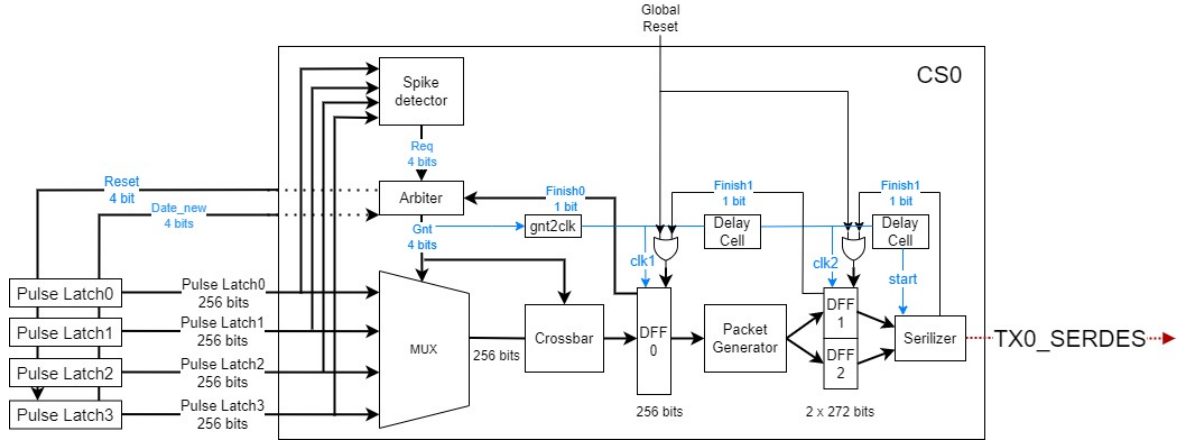 Global
Reset
CS0
Spike
detector
Req
4 bits
Reset
4 bit
Date_new
4 bits
Arbiter
Finish0
1 bit
Finish1
1 bit
Finish1
1 bit
Gnt
4 bits
gnt2clk
Delay
Cell
Delay
Cell
clk1
clk2
start
Pulse Latch0
Pulse Latch0
256 bits
Pulse Latch1
Pulse Latch1
256 bits
Pulse Latch2
Pulse Latch2
256 bits
Pulse Latch3
Pulse Latch3
256 bits
MUX
256 bits
Crossbar
DFF
0
Packet
Generator
DFF
1
DFF
2
Serilizer
TX0_SERDES
256 bits
2 x 272 bits